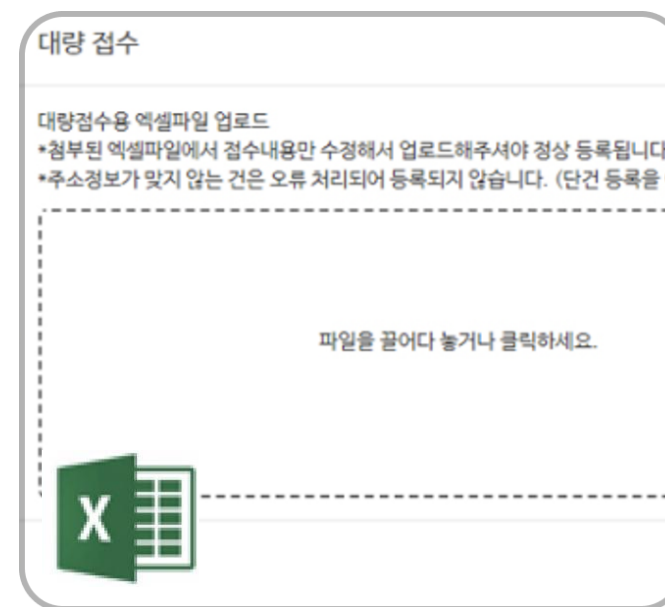 대량 접수
대량접수용 엑셀파일 업로드
*첨부된 엑셀파일에서 접수내용만 수정해서 업로드해주셔야 정상 등록됩니다
*주소정보가 맞지 않는 건은 오류 처리되어 등록되지 않습니다. (단건 등록을
파일을 끌어다 놓거나 클릭하세요.
X